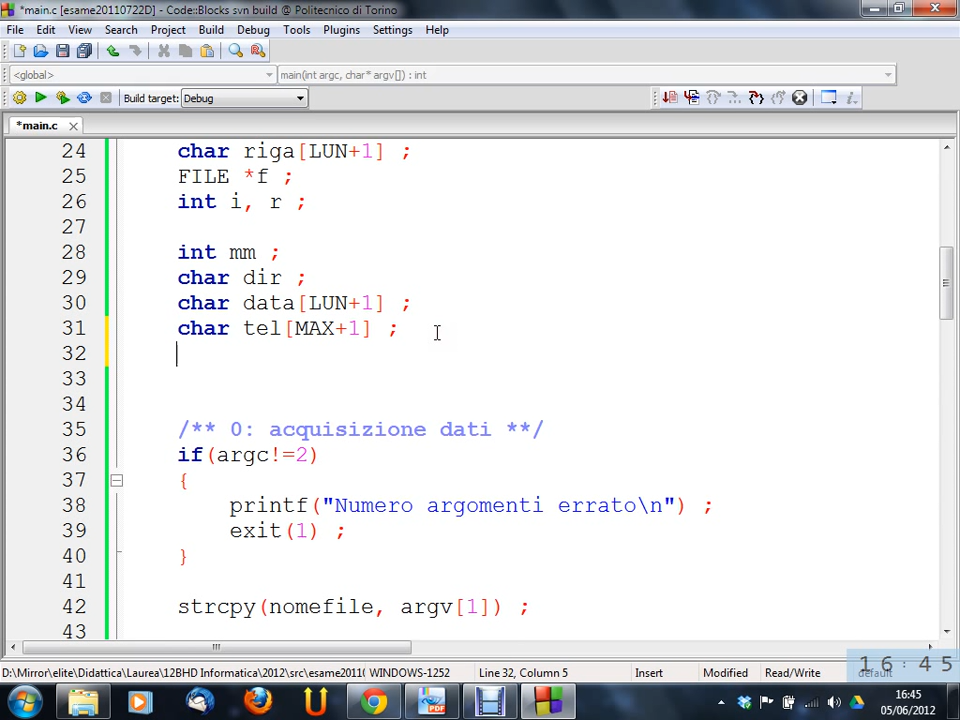 *main.c [esame20110722D] - Code::Blocks svn build @ Politecnico di Torino
File Edit View Search Project Build Debug Tools Plugins Settings Help
<global> main(int argc, char* argv[]) : int
Build target: Debug
*main.c
24 char riga[LUN+1] ;
25 FILE *f ;
26 int i, r ;
27
28 int mm ;
29 char dir ;
30 char data[LUN+1] ;
31 char tel[MAX+1] ;
32
33
34
35 /** 0: acquisizione dati **/
36 if(argc!=2)
37 {
38 printf("Numero argomenti errato\n") ;
39 exit(1) ;
40 }
41
42 strcpy(nomefile, argv[1]) ;
43
D:\Mirror\elite\Didattica\Laurea\12BHD Informatica\2012\src\esame2011( WINDOWS-1252 Line 32, Column 5 Insert Modified Read/Write default
16:45
16:45
05/06/2012